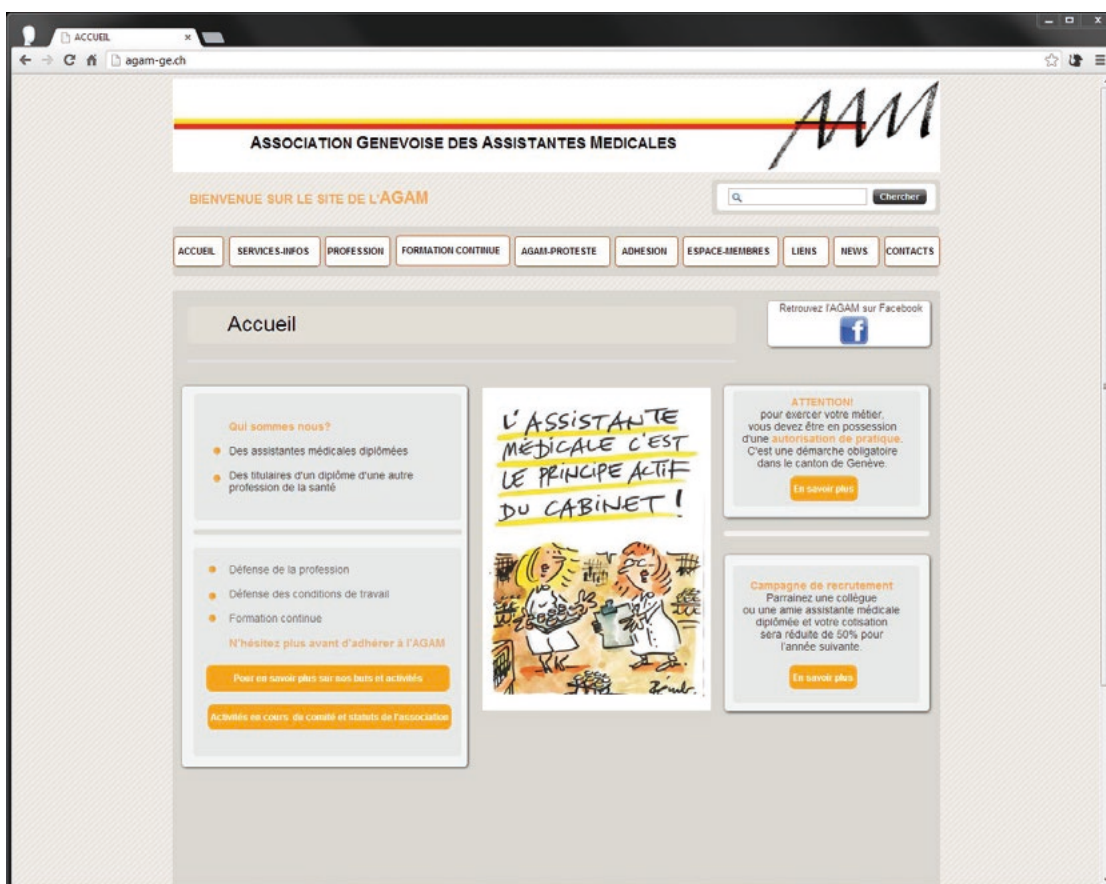 ACCUEIL
agam-ge.ch
AAM
ASSOCIATION GENEVOISE DES ASSISTANTES MEDICALES
BIENVENUE SUR LE SITE DE L'AGAM
Chercher
ACCUEIL
SERVICES-INFOS
PROFESSION
FORMATION CONTINUE
AGAM-PROTESTE
ADHESION
ESPACE-MEMBRES
LIENS
NEWS
CONTACTS
Accueil
Retrouvez l'AGAM sur Facebook
f
Qui sommes nous?
Des assistantes médicales diplômées
Des titulaires d'un diplôme d'une autre
profession de la santé
Défense de la profession
Défense des conditions de travail
Formation continue
N'hésitez plus avant d'adhérer à l'AGAM
Pour en savoir plus sur nos buts et activités
Activités en cours du comité et statuts de l'association
L'ASSISTANTE
MÉDICALE C'EST
LE PRINCIPE ACTIF
DU CABINET !
ATTENTION!
pour exercer votre métier,
vous devez être en possession
d'une autorisation de pratique.
C'est une démarche obligatoire
dans le canton de Genève.
En savoir plus
Campagne de recrutement
Parrainez une collègue
ou une amie assistante médicale
diplômée et votre cotisation
sera réduite de 50% pour
l'année suivante.
En savoir plus